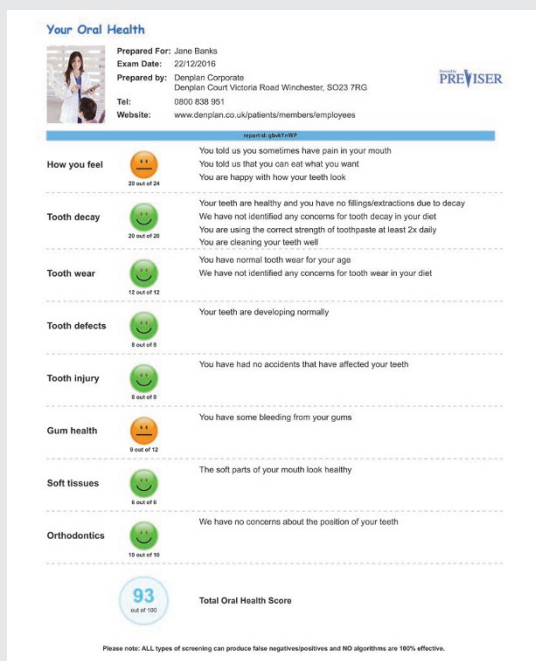 Your Oral Health
Prepared For: Jane Banks
Exam Date: 22/12/2016
Prepared by: Denplan Corporate
Denplan Court Victoria Road Winchester, SO23 7RG
Tel: 0800 838 951
Website: www.denplan.co.uk/patients/members/employees
PREVISER
report id:
How you feel
20 out of 24
You told us you sometimes have pain in your mouth
You told us that you can eat what you want
You are happy with how your teeth look
Tooth decay
20 out of 20
Your teeth are healthy and you have no fillings/extractions due to decay
We have not identified any concerns for tooth decay in your diet
You are using the correct strength of toothpaste at least 2x daily
You are cleaning your teeth well
Tooth wear
12 out of 12
You have normal tooth wear for your age
We have not identified any concerns for tooth wear in your diet
Tooth defects
8 out of 8
Your teeth are developing normally
Tooth injury
8 out of 8
You have had no accidents that have affected your teeth
Gum health
9 out of 12
You have some bleeding from your gums
Soft tissues
6 out of 6
The soft parts of your mouth look healthy
Orthodontics
10 out of 10
We have no concerns about the position of your teeth
93
out of 100
Total Oral Health Score
Please note: ALL types of screening can produce false negatives/positives and NO algorithms are 100% effective.